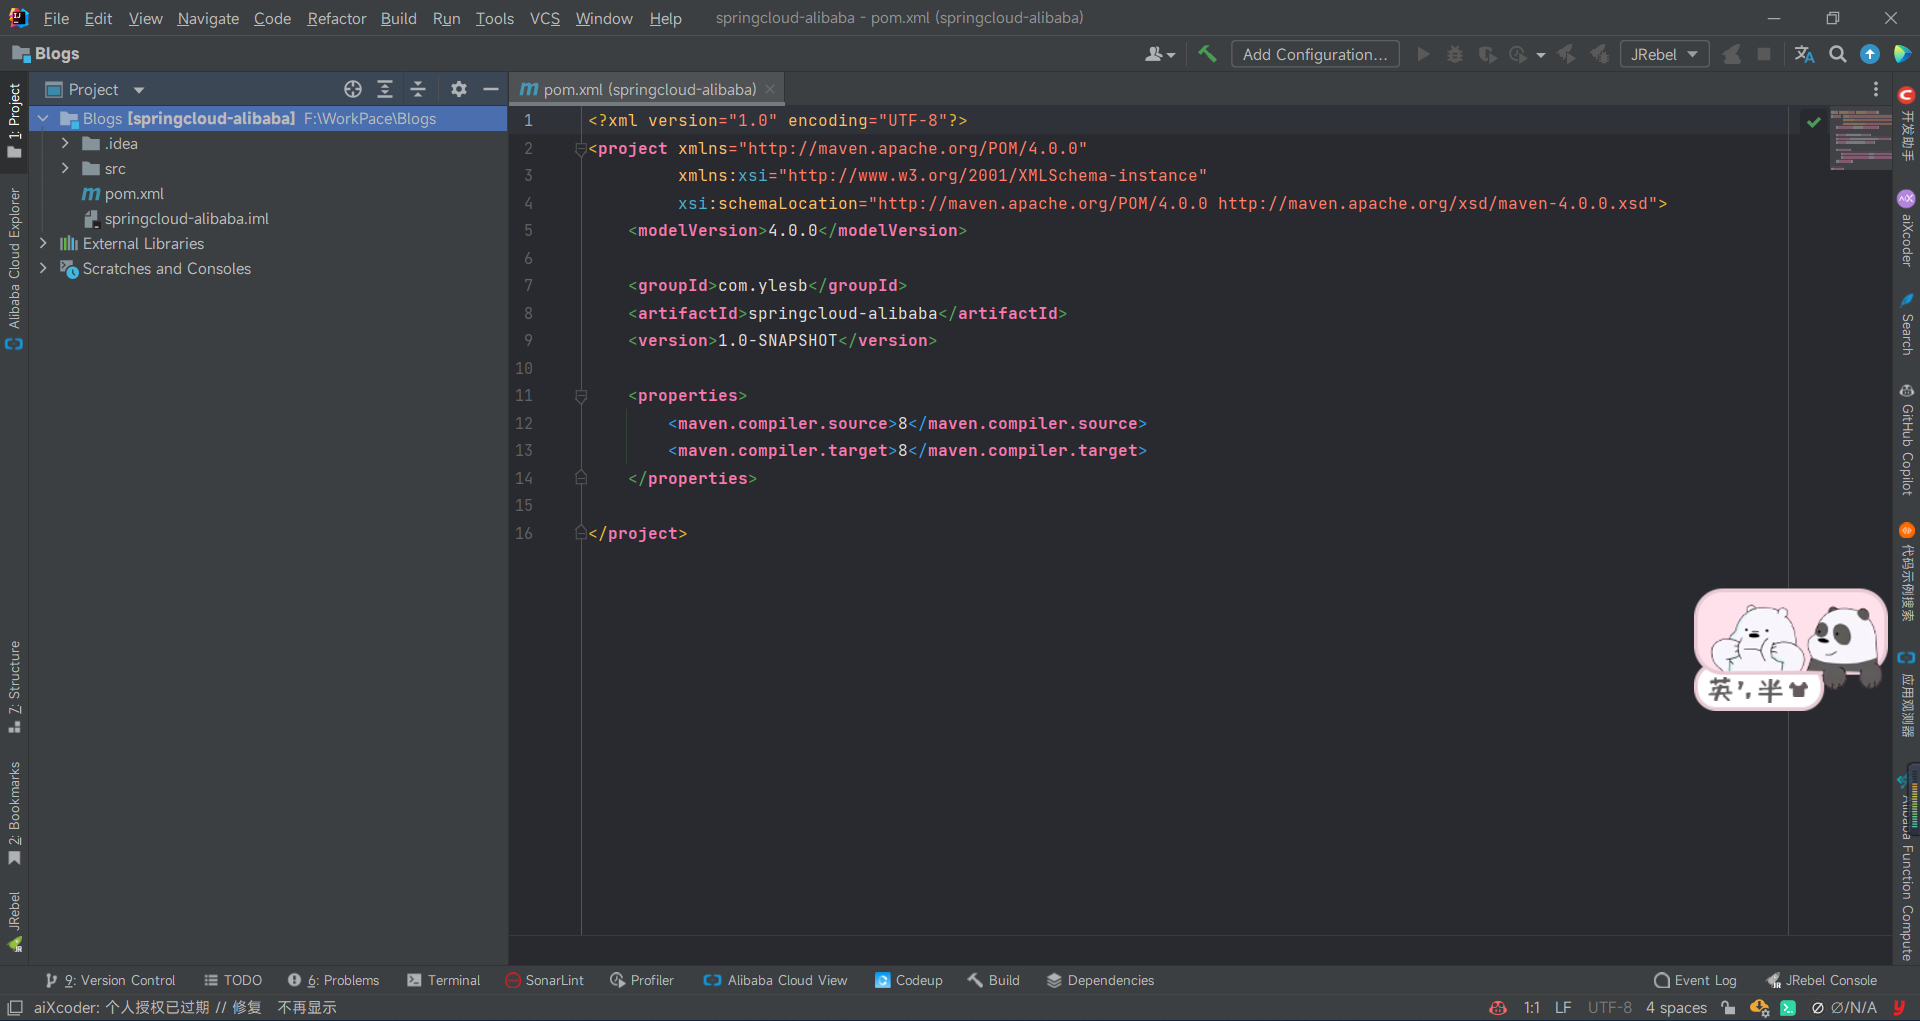 File Edit View Navigate Code Refactor Build Run Tools VCS Window Help springcloud-alibaba - pom.xml (springcloud-alibaba)
Blogs
Add Configuration...
JRebel
1: Project
Alibaba Cloud Explorer
7: Structure
2: Bookmarks
JRebel
Project
Blogs [springcloud-alibaba] F:\WorkPace\Blogs
.idea
src
pom.xml
springcloud-alibaba.iml
External Libraries
Scratches and Consoles
pom.xml (springcloud-alibaba)
1 <?xml version="1.0" encoding="UTF-8"?>
2 <project xmlns="http://maven.apache.org/POM/4.0.0"
3 xmlns:xsi="http://www.w3.org/2001/XMLSchema-instance"
4 xsi:schemaLocation="http://maven.apache.org/POM/4.0.0 http://maven.apache.org/xsd/maven-4.0.0.xsd">
5 <modelVersion>4.0.0</modelVersion>
6
7 <groupId>com.ylesb</groupId>
8 <artifactId>springcloud-alibaba</artifactId>
9 <version>1.0-SNAPSHOT</version>
10
11 <properties>
12 <maven.compiler.source>8</maven.compiler.source>
13 <maven.compiler.target>8</maven.compiler.target>
14 </properties>
15
16 </project>
英 半
开发助手
aiXcoder
Search
GitHub Copilot
代码示例搜索
应用观测器
Alibaba Function Compute
9: Version Control TODO 6: Problems Terminal SonarLint Profiler Alibaba Cloud View Codeup Build Dependencies Event Log JRebel Console
aiXcoder: 个人授权已过期 // 修复 不再显示 1:1 LF UTF-8 4 spaces Ø Ø/N/A